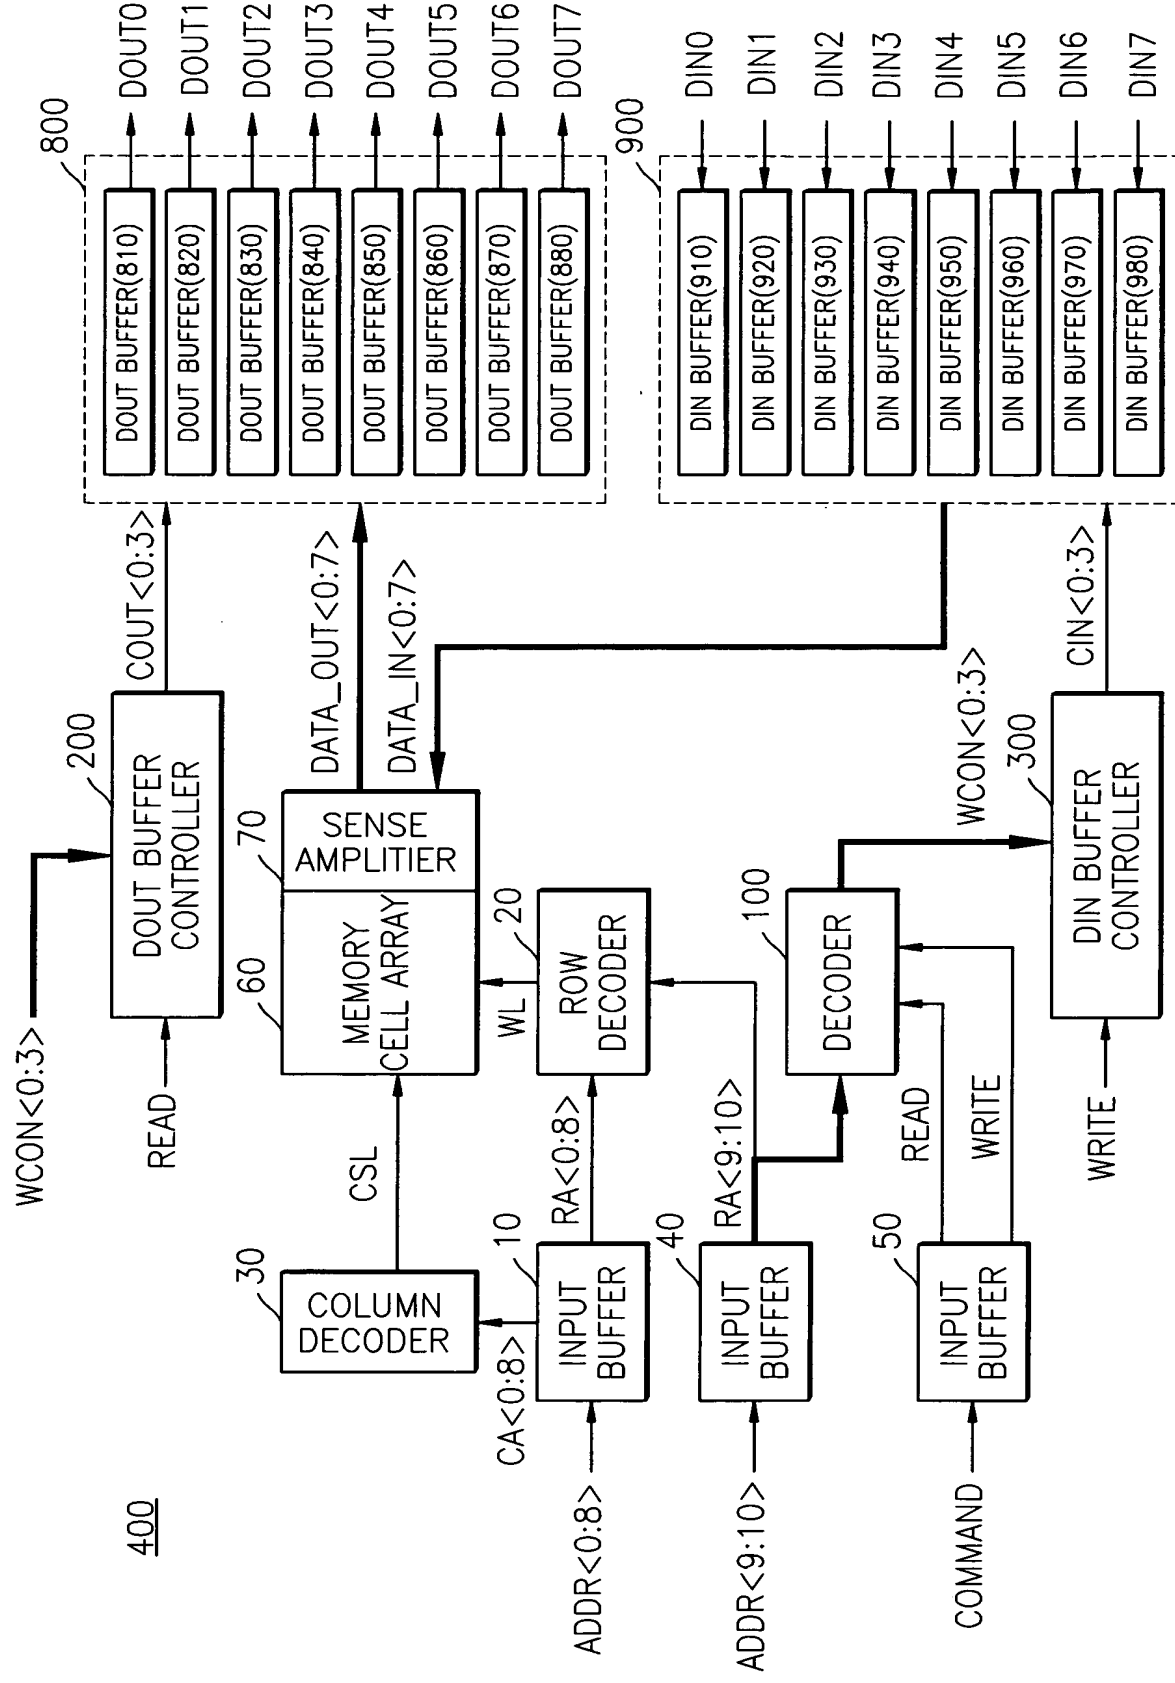 400
WCON<0:3>
READ
200
DOUT BUFFER
CONTROLLER
COUT<0:3>
800
DOUT BUFFER(810)
DOUT0
DOUT BUFFER(820)
DOUT1
DOUT BUFFER(830)
DOUT2
DOUT BUFFER(840)
DOUT3
DOUT BUFFER(850)
DOUT4
DOUT BUFFER(860)
DOUT5
DOUT BUFFER(870)
DOUT6
DOUT BUFFER(880)
DOUT7
30
COLUMN
DECODER
CSL
60
MEMORY
CELL ARRAY
70
SENSE
AMPLITIER
DATA_OUT<0:7>
DATA_IN<0:7>
CA<0:8>
ADDR<0:8>
10
INPUT
BUFFER
RA<0:8>
WL
20
ROW
DECODER
ADDR<9:10>
40
INPUT
BUFFER
RA<9:10>
100
DECODER
COMMAND
50
INPUT
BUFFER
READ
WRITE
WCON<0:3>
WRITE
300
DIN BUFFER
CONTROLLER
CIN<0:3>
900
DIN BUFFER(910)
DIN0
DIN BUFFER(920)
DIN1
DIN BUFFER(930)
DIN2
DIN BUFFER(940)
DIN3
DIN BUFFER(950)
DIN4
DIN BUFFER(960)
DIN5
DIN BUFFER(970)
DIN6
DIN BUFFER(980)
DIN7